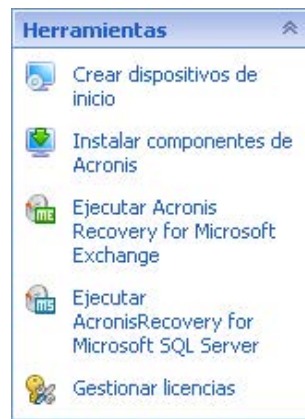 Herramientas
Crear dispositivos de
inicio
Instalar componentes de
Acronis
Ejecutar Acronis
Recovery for Microsoft
Exchange
Ejecutar
AcronisRecovery for
Microsoft SQL Server
Gestionar licencias